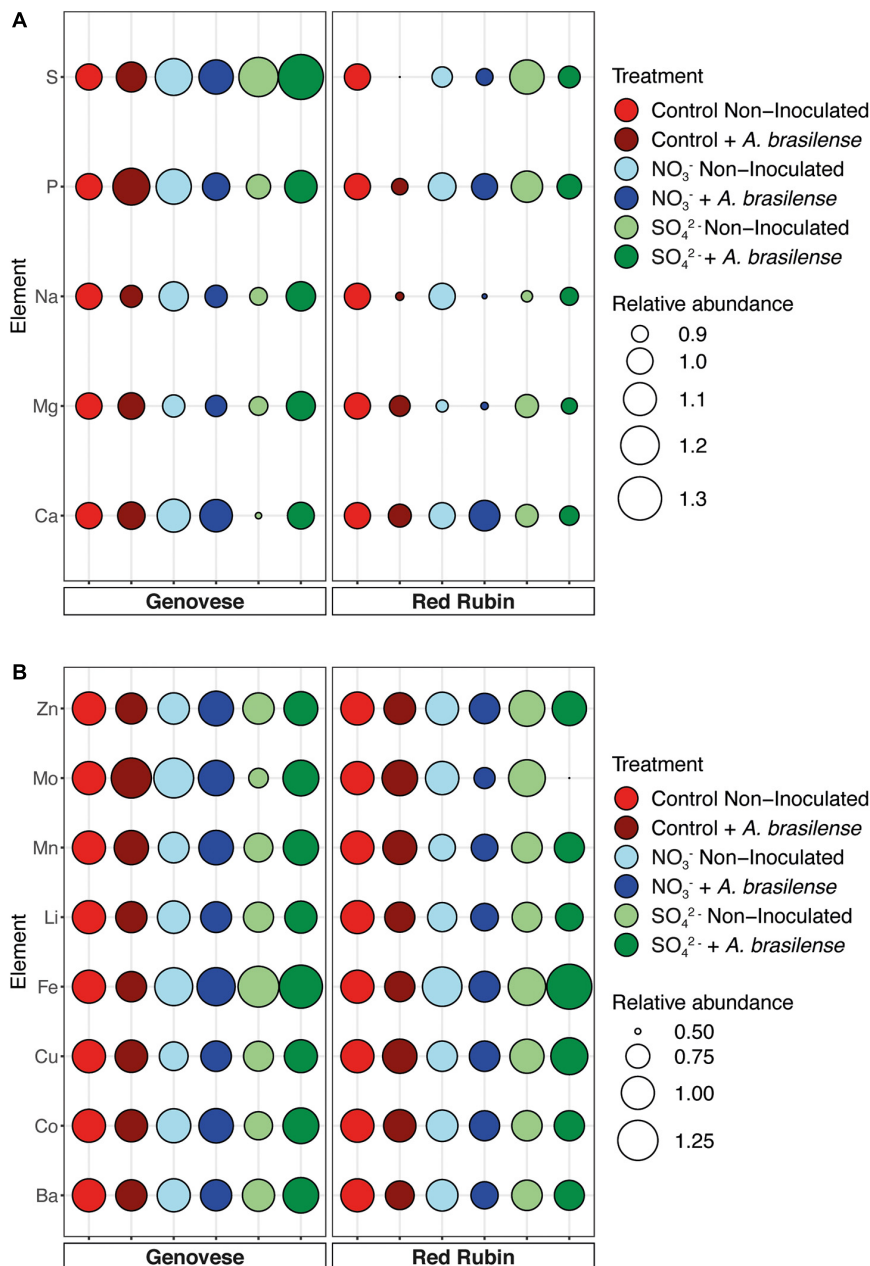 A
Element
S
P
Na
Mg
Ca
Genovese
Red Rubin
Treatment
Control Non−Inoculated
Control + A. brasilense
NO₃⁻ Non−Inoculated
NO₃⁻ + A. brasilense
SO₄²⁻ Non−Inoculated
SO₄²⁻ + A. brasilense
Relative abundance
0.9
1.0
1.1
1.2
1.3
B
Element
Zn
Mo
Mn
Li
Fe
Cu
Co
Ba
Genovese
Red Rubin
Treatment
Control Non−Inoculated
Control + A. brasilense
NO₃⁻ Non−Inoculated
NO₃⁻ + A. brasilense
SO₄²⁻ Non−Inoculated
SO₄²⁻ + A. brasilense
Relative abundance
0.50
0.75
1.00
1.25